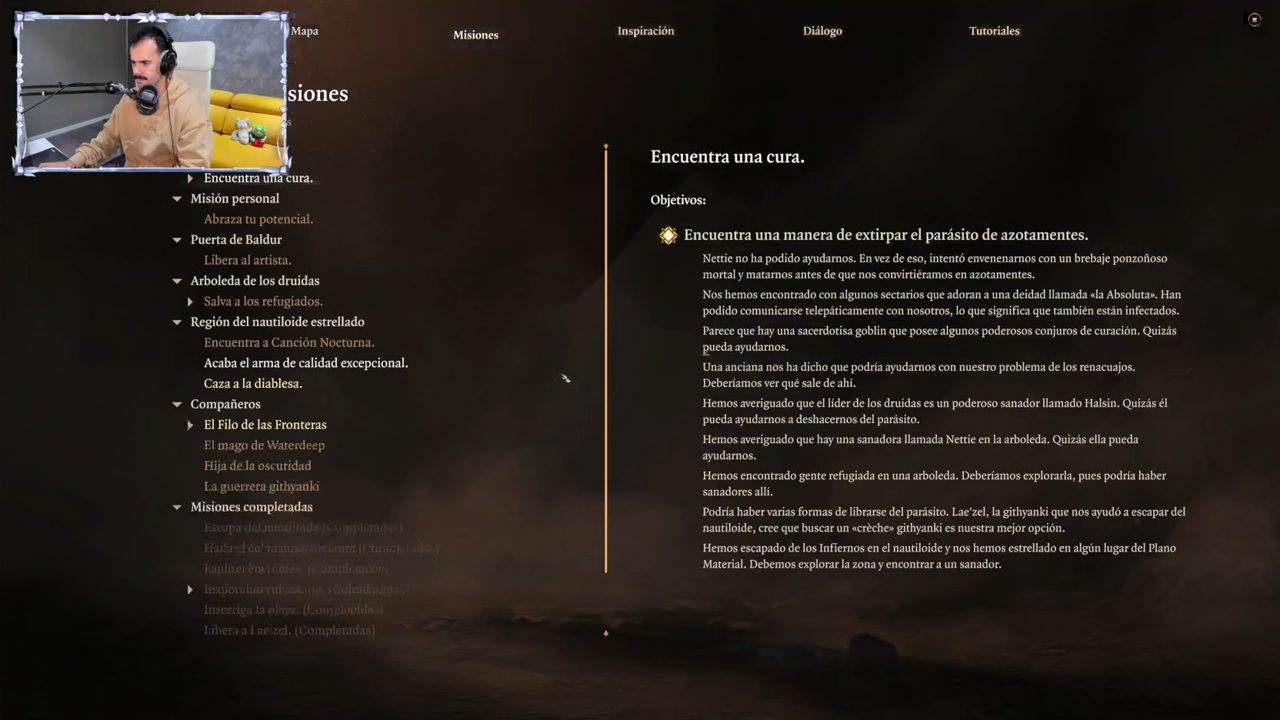 Mapa
Misiones
Inspiración
Diálogo
Tutoriales
siones
Encuentra una cura.
Misión personal
Abraza tu potencial.
Puerta de Baldur
Libera al artista.
Arboleda de los druidas
Salva a los refugiados.
Región del nautiloide estrellado
Encuentra a Canción Nocturna.
Acaba el arma de calidad excepcional.
Caza a la diablesa.
Compañeros
El Filo de las Fronteras
El mago de Waterdeep
Hija de la oscuridad
La guerrera githyanki
Misiones completadas
Libera a Lae'zel. (Completadas)
Encuentra una cura.
Objetivos:
Encuentra una manera de extirpar el parásito de azotamentes.
Nettie no ha podido ayudarnos. En vez de eso, intentó envenenarnos con un brebaje ponzoñoso
mortal y matarnos antes de que nos convirtiéramos en azotamentes.
Nos hemos encontrado con algunos sectarios que adoran a una deidad llamada «la Absoluta». Han
podido comunicarse telepáticamente con nosotros, lo que significa que también están infectados.
Parece que hay una sacerdotisa goblin que posee algunos poderosos conjuros de curación. Quizás
pueda ayudarnos.
Una anciana nos ha dicho que podría ayudarnos con nuestro problema de los renacuajos.
Deberíamos ver qué sale de ahí.
Hemos averiguado que el líder de los druidas es un poderoso sanador llamado Halsin. Quizás él
pueda ayudarnos a deshacernos del parásito.
Hemos averiguado que hay una sanadora llamada Nettie en la arboleda. Quizás ella pueda
ayudarnos.
Hemos encontrado gente refugiada en una arboleda. Deberíamos explorarla, pues podría haber
sanadores allí.
Podría haber varias formas de librarse del parásito. Lae'zel, la githyanki que nos ayudó a escapar del
nautiloide, cree que buscar un «crèche» githyanki es nuestra mejor opción.
Hemos escapado de los Infiernos en el nautiloide y nos hemos estrellado en algún lugar del Plano
Material. Debemos explorar la zona y encontrar a un sanador.